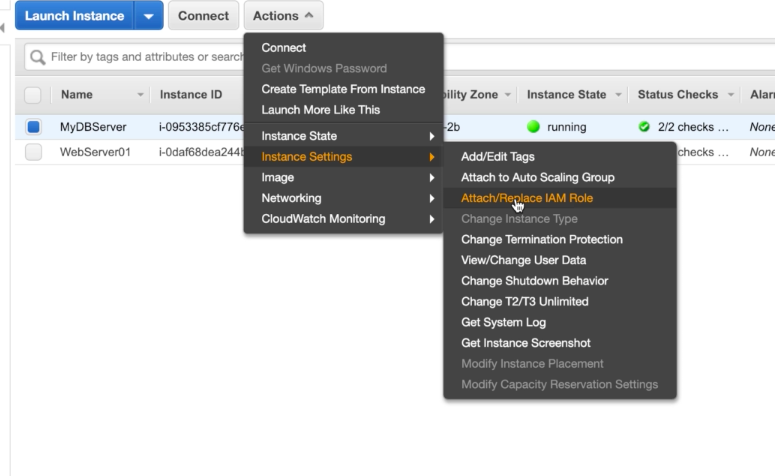 Launch Instance
Connect
Actions
Filter by tags and attributes or search
Name
Instance ID
Zone
Instance State
Status Checks
MyDBServer
-2b
running
2/2 checks ...
None
WebServer01
checks ...
None
Connect
Get Windows Password
Create Template From Instance
Launch More Like This
Instance State
Instance Settings
Image
Networking
CloudWatch Monitoring
Add/Edit Tags
Attach to Auto Scaling Group
Attach/Replace IAM Role
Change Instance Type
Change Termination Protection
View/Change User Data
Change Shutdown Behavior
Change T2/T3 Unlimited
Get System Log
Get Instance Screenshot
Modify Instance Placement
Modify Capacity Reservation Settings